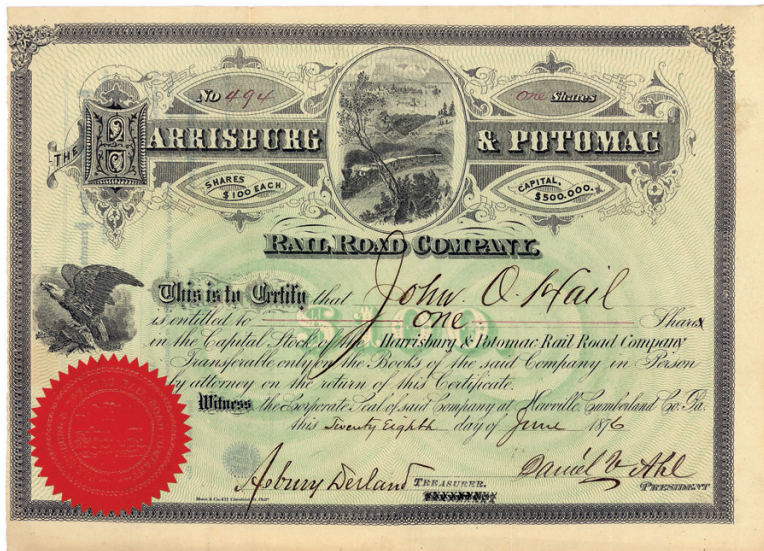 No 494
One Shares
THE HARRISBURG & POTOMAC
SHARES $100 EACH
CAPITAL, $500.000.
RAIL ROAD COMPANY.
This is to Certify that John O. Hail
is entitled to one Shares
$100
in the Capital Stock of the Harrisburg & Potomac Rail Road Company
Transferable only on the Books of the said Company in Person
by attorney on the return of this Certificate.
Witness the Corporate Seal of said Company at Newville Cumberland Co. Pa.
this Twenty Eighth day of June 1876
Asbury Derland TREASURER.
Daniel V Ahl
PRESIDENT